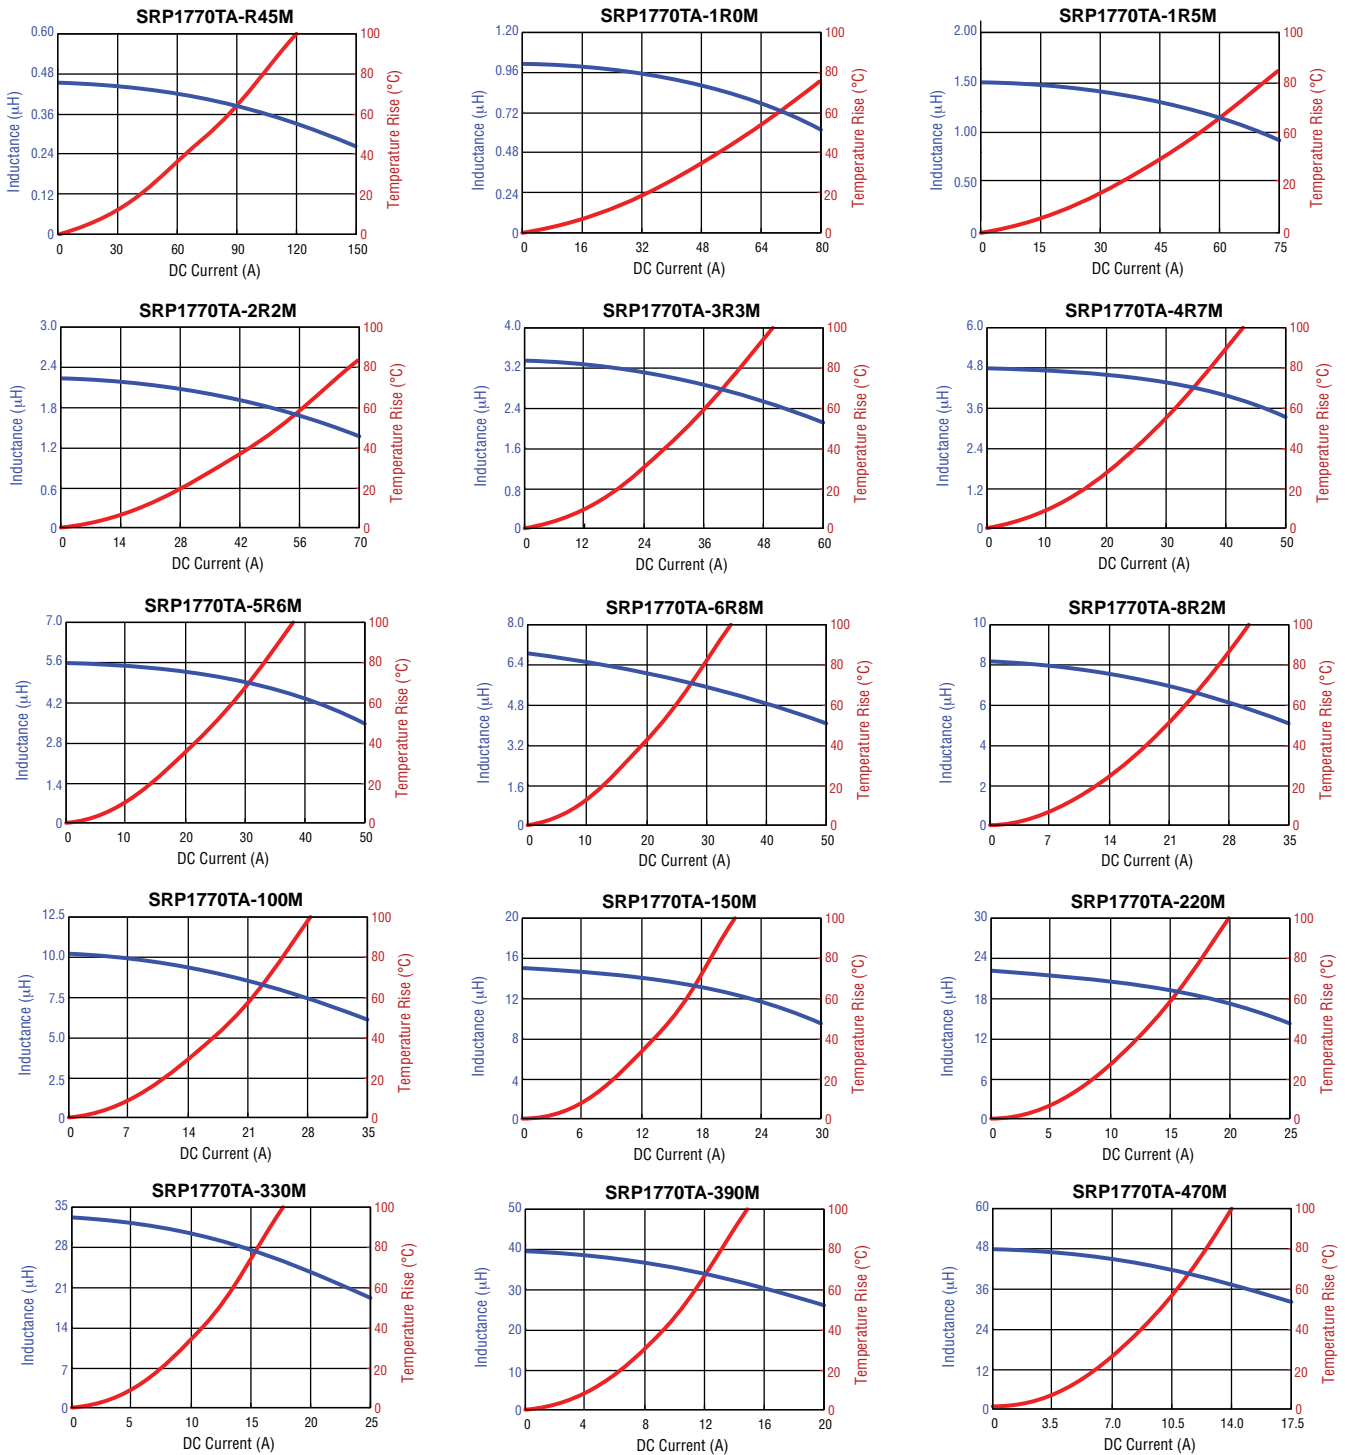 SRP1770TA-R45M
0.60
0.48
0.36
0.24
0.12
0
100
80
60
40
20
0
0 30 60 90 120 150
DC Current (A)
Inductance (μH)
Temperature Rise (°C)
SRP1770TA-1R0M
1.20
0.96
0.72
0.48
0.24
0
100
80
60
40
20
0
0 16 32 48 64 80
DC Current (A)
Inductance (μH)
Temperature Rise (°C)
SRP1770TA-1R5M
2.00
1.50
1.00
0.50
0
100
80
60
20
0
0 15 30 45 60 75
DC Current (A)
Inductance (μH)
Temperature Rise (°C)
SRP1770TA-2R2M
3.0
2.4
1.8
1.2
0.6
0
100
80
60
40
20
0
0 14 28 42 56 70
DC Current (A)
Inductance (μH)
Temperature Rise (°C)
SRP1770TA-3R3M
4.0
3.2
2.4
1.6
0.8
0
100
80
60
40
20
0
0 12 24 36 48 60
DC Current (A)
Inductance (μH)
Temperature Rise (°C)
SRP1770TA-4R7M
6.0
4.8
3.6
2.4
1.2
0
100
80
60
40
20
0
0 10 20 30 40 50
DC Current (A)
Inductance (μH)
Temperature Rise (°C)
SRP1770TA-5R6M
7.0
5.6
4.2
2.8
1.4
0
100
80
60
40
20
0
0 10 20 30 40 50
DC Current (A)
Inductance (μH)
Temperature Rise (°C)
SRP1770TA-6R8M
8.0
6.4
4.8
3.2
1.6
0
100
80
60
40
20
0
0 10 20 30 40 50
DC Current (A)
Inductance (μH)
Temperature Rise (°C)
SRP1770TA-8R2M
10
8
6
4
2
0
100
80
60
40
20
0
0 7 14 21 28 35
DC Current (A)
Inductance (μH)
Temperature Rise (°C)
SRP1770TA-100M
12.5
10.0
7.5
5.0
2.5
0
100
80
60
40
20
0
0 7 14 21 28 35
DC Current (A)
Inductance (μH)
Temperature Rise (°C)
SRP1770TA-150M
20
16
12
8
4
0
100
80
60
40
20
0
0 6 12 18 24 30
DC Current (A)
Inductance (μH)
Temperature Rise (°C)
SRP1770TA-220M
30
24
18
12
6
0
100
80
60
40
20
0
0 5 10 15 20 25
DC Current (A)
Inductance (μH)
Temperature Rise (°C)
SRP1770TA-330M
35
28
21
14
7
0
100
80
60
40
20
0
0 5 10 15 20 25
DC Current (A)
Inductance (μH)
Temperature Rise (°C)
SRP1770TA-390M
50
40
30
20
10
0
100
80
60
40
20
0
0 4 8 12 16 20
DC Current (A)
Inductance (μH)
Temperature Rise (°C)
SRP1770TA-470M
60
48
36
24
12
0
100
80
60
40
20
0
0 3.5 7.0 10.5 14.0 17.5
DC Current (A)
Inductance (μH)
Temperature Rise (°C)